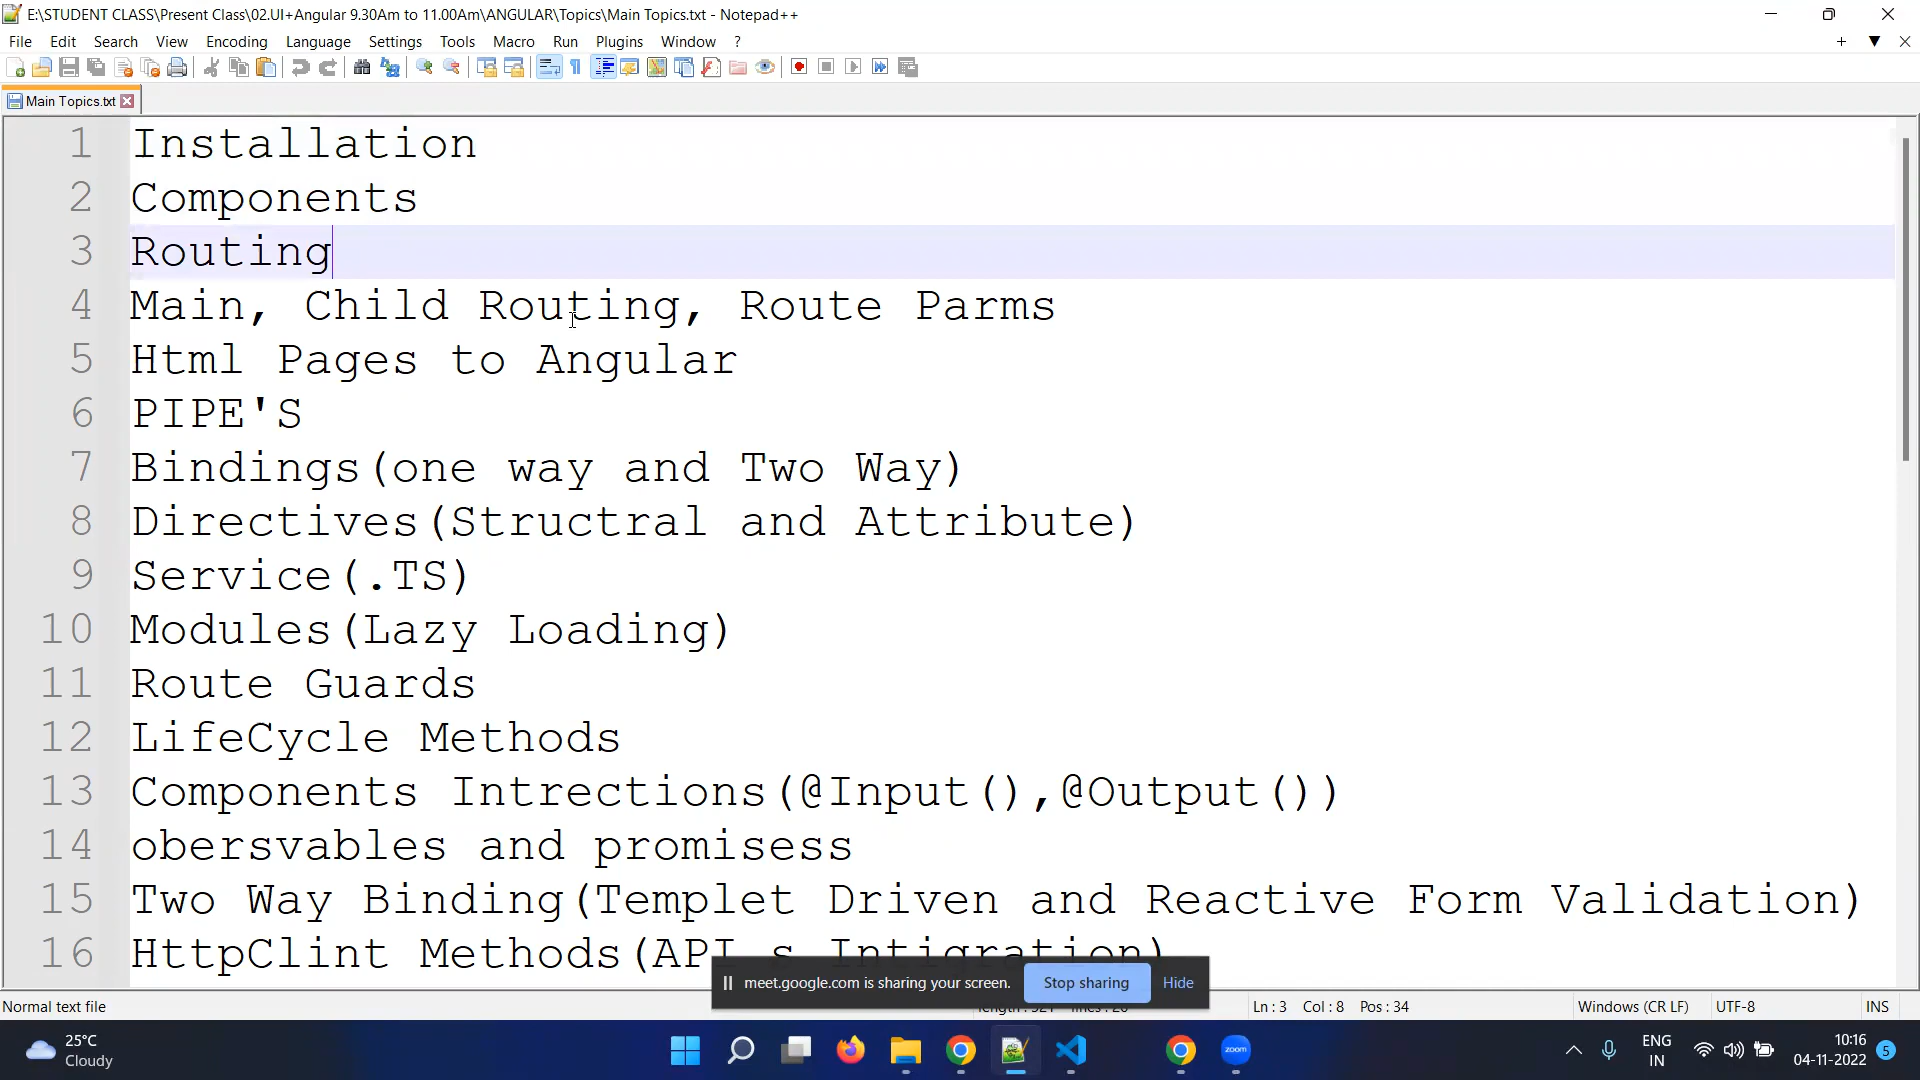 E:\STUDENT CLASS\Present Class\02.UI+Angular 9.30Am to 11.00Am\ANGULAR\Topics\Main Topics.txt - Notepad++
File Edit Search View Encoding Language Settings Tools Macro Run Plugins Window ?
Main Topics.txt
1 Installation
2 Components
3 Routing
4 Main, Child Routing, Route Parms
5 Html Pages to Angular
6 PIPE'S
7 Bindings(one way and Two Way)
8 Directives(Structral and Attribute)
9 Service(.TS)
10 Modules(Lazy Loading)
11 Route Guards
12 LifeCycle Methods
13 Components Intrections(@Input(),@Output())
14 obersvables and promisess
15 Two Way Binding(Templet Driven and Reactive Form Validation)
16 HttpClint Methods(API s Intigration)
meet.google.com is sharing your screen. Stop sharing Hide
Normal text file Ln : 3 Col : 8 Pos : 34 Windows (CR LF) UTF-8 INS
25°C
Cloudy
zoom
ENG
IN
10:16
04-11-2022
5